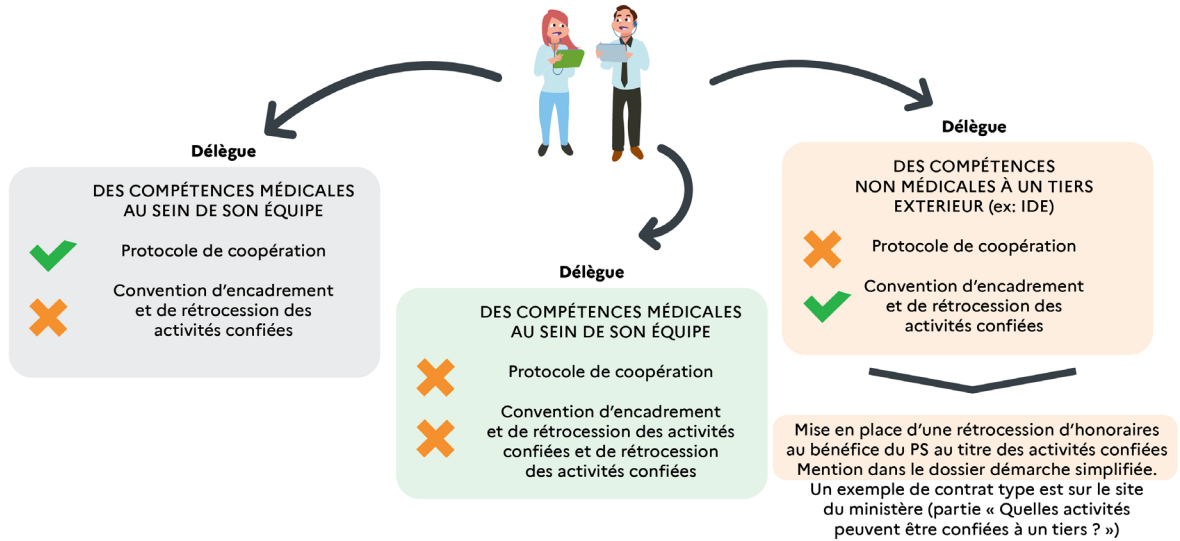 Délègue
DES COMPÉTENCES MÉDICALES
AU SEIN DE SON ÉQUIPE
Protocole de coopération
Convention d'encadrement
et de rétrocession des
activités confiées
Délègue
DES COMPÉTENCES MÉDICALES
AU SEIN DE SON ÉQUIPE
Protocole de coopération
Convention d'encadrement
et de rétrocession des activités
confiées et de rétrocession
des activités confiées
Délègue
DES COMPÉTENCES
NON MÉDICALES À UN TIERS
EXTERIEUR (ex: IDE)
Protocole de coopération
Convention d'encadrement
et de rétrocession des
activités confiées
Mise en place d'une rétrocession d'honoraires
au bénéfice du PS au titre des activités confiées
Mention dans le dossier démarche simplifiée.
Un exemple de contrat type est sur le site
du ministère (partie « Quelles activités
peuvent être confiées à un tiers ? »)